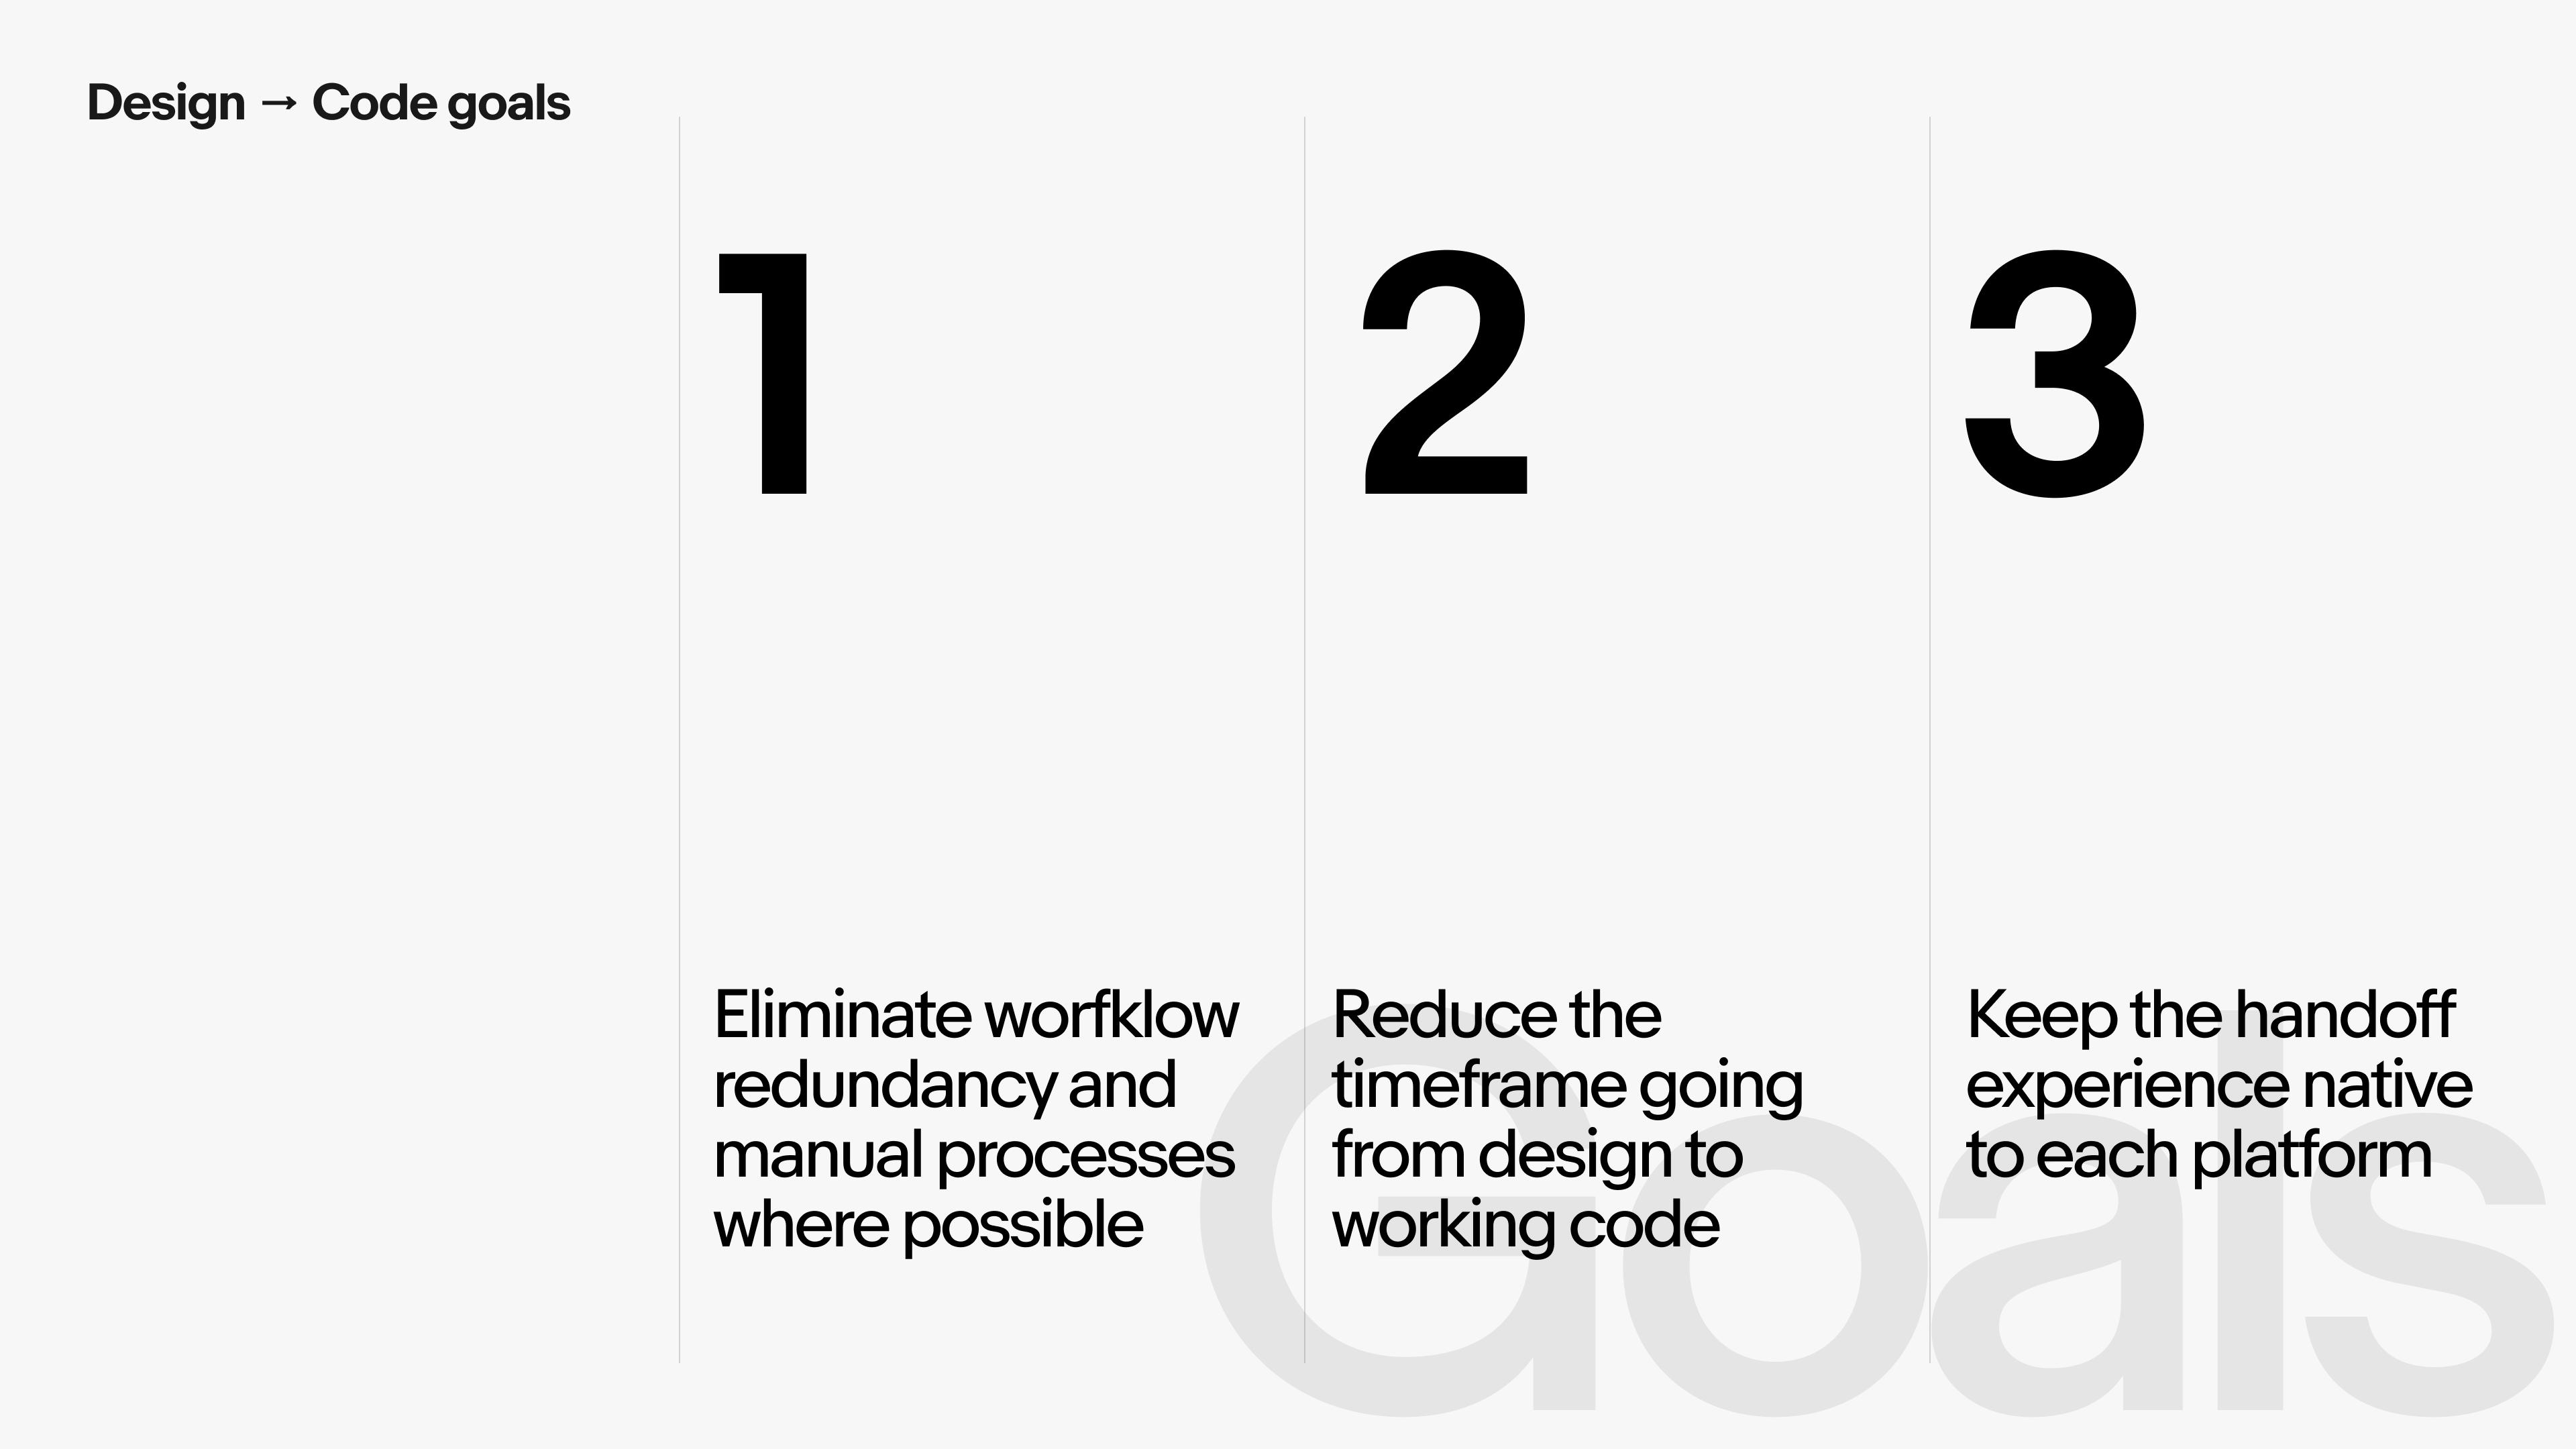 Design → Code goals
1
Eliminate worfklow
redundancy and
manual processes
where possible
2
Reduce the
timeframe going
from design to
working code
3
Keep the handoff
experience native
to each platform
Goals